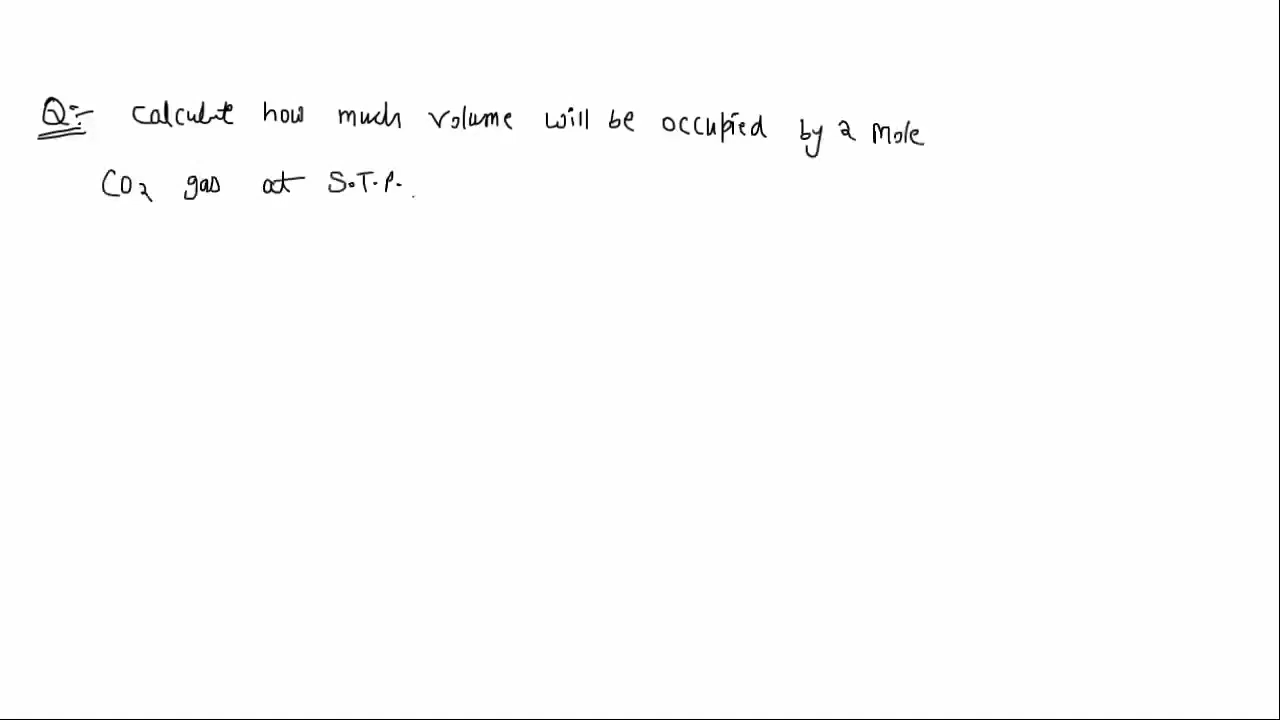 Q:- Calculate how much volume will be occupied by 2 mole
CO2 gas at S.T.P.